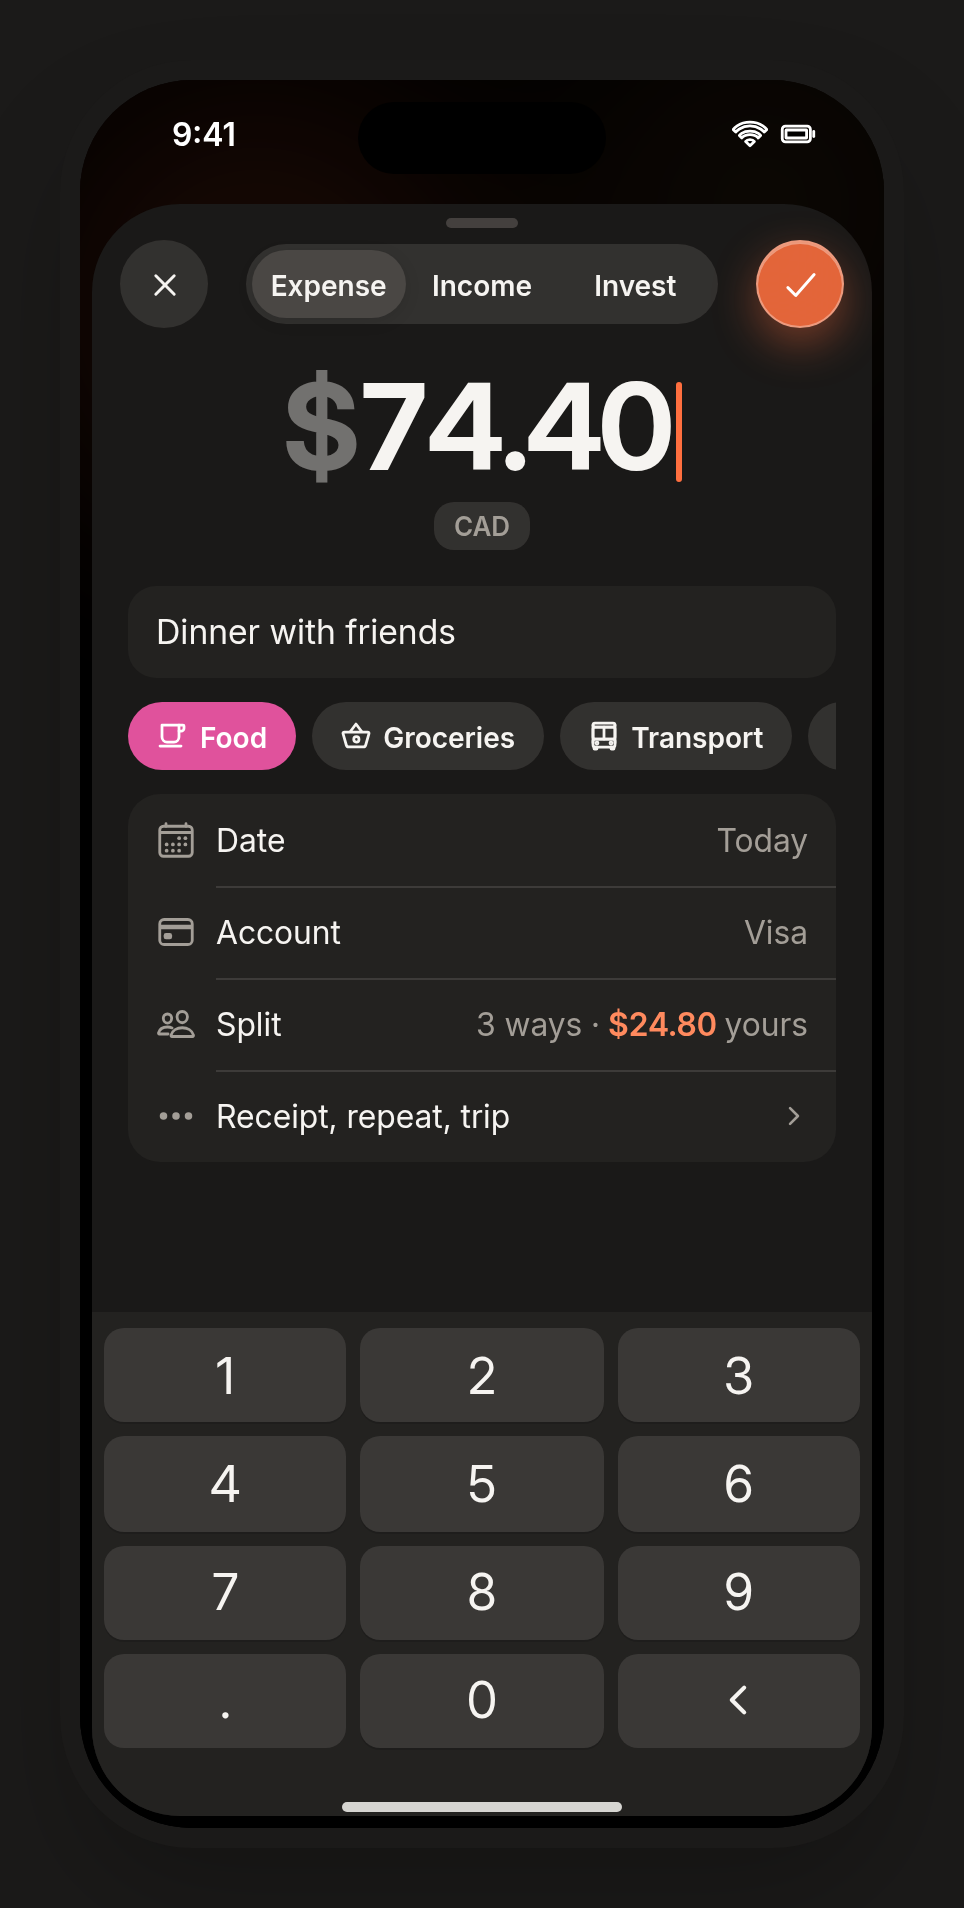 9:41
Expense Income Invest
$74.40
CAD
Dinner with friends
Food Groceries Transport
Date Today
Account Visa
Split 3 ways · $24.80 yours
Receipt, repeat, trip
1 2 3
4 5 6
7 8 9
. 0